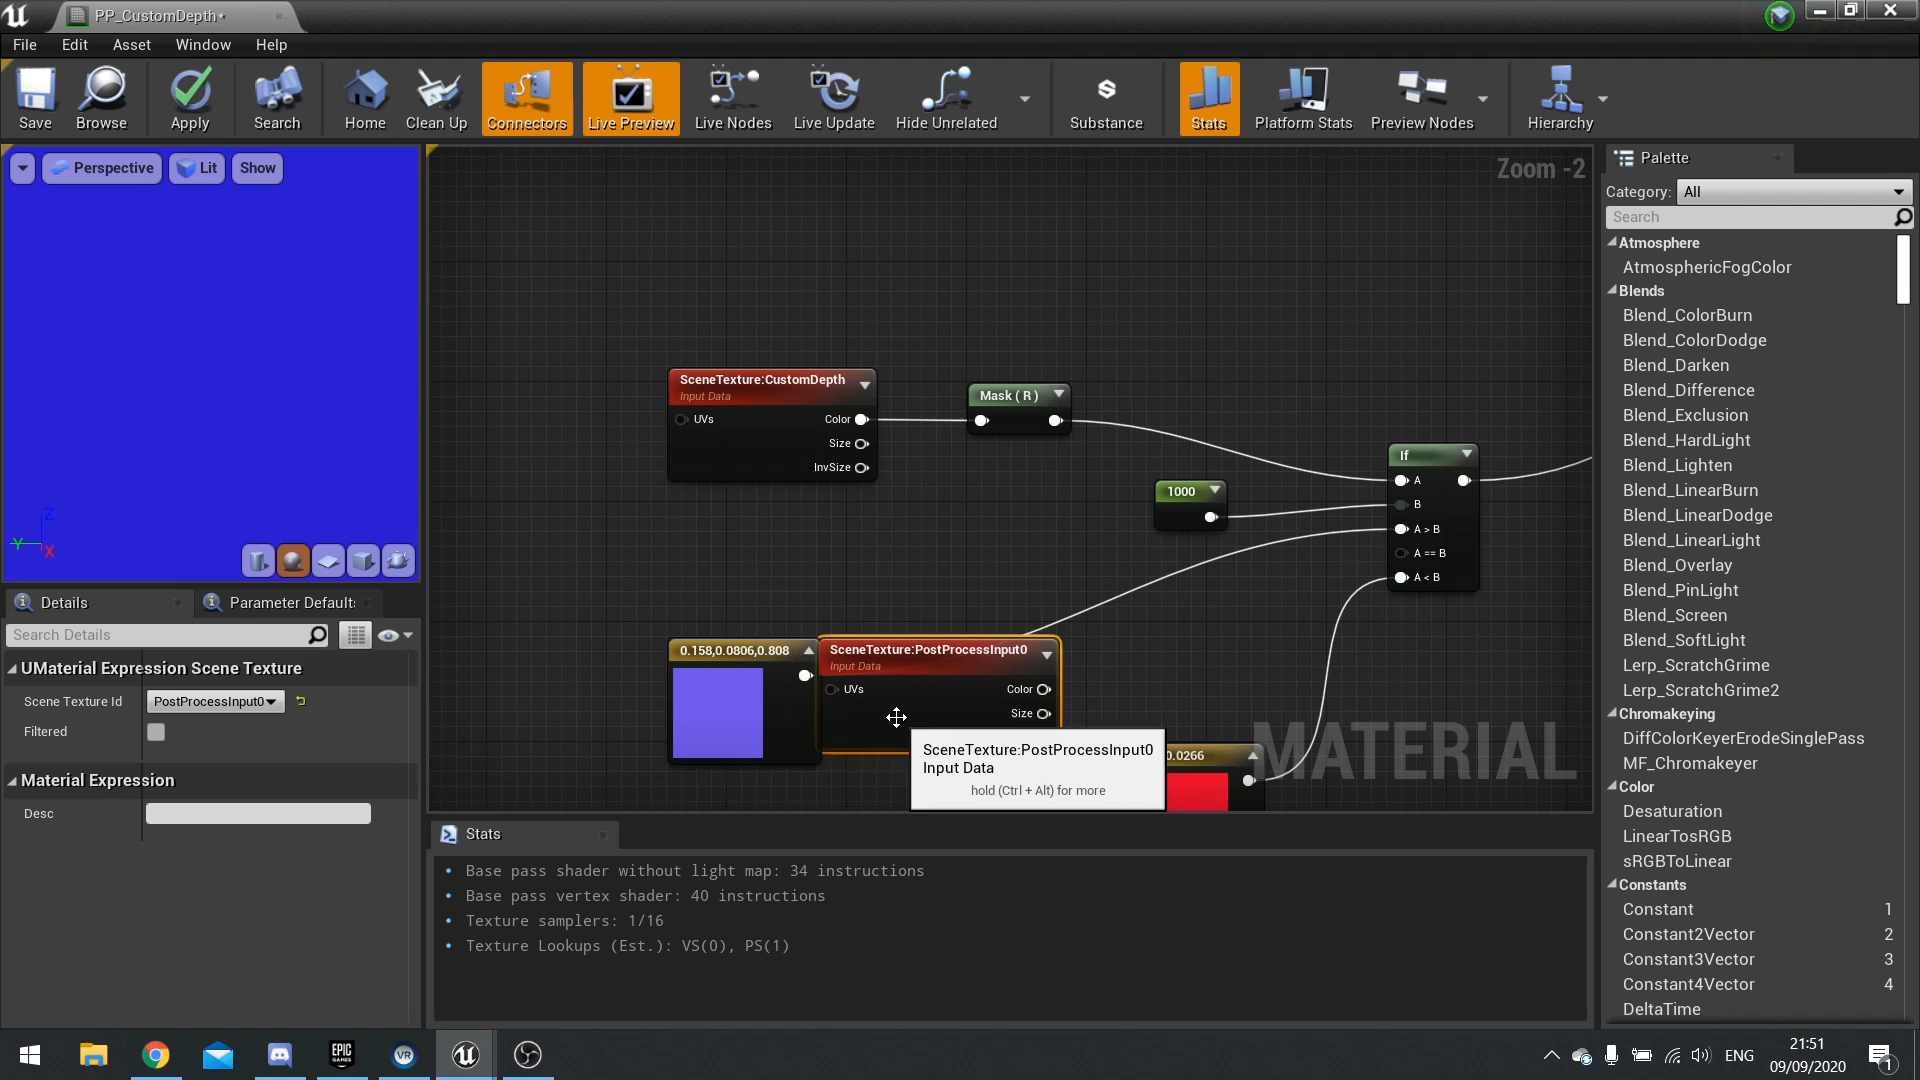 PP_CustomDepth*
File Edit Asset Window Help
Save Browse Apply Search Home Clean Up Connectors Live Preview Live Nodes Live Update Hide Unrelated Substance Stats Platform Stats Preview Nodes Hierarchy
Perspective Lit Show
Zoom -2
Z
Y
X
SceneTexture:CustomDepth
Input Data
UVs Color
Size
InvSize
Mask ( R )
1000
If
A
B
A > B
A == B
A < B
0.158,0.0806,0.808
SceneTexture:PostProcessInput0
Input Data
UVs Color
Size
SceneTexture:PostProcessInput0
Input Data
hold (Ctrl + Alt) for more
0.0266
MATERIAL
Details Parameter Default
Search Details
UMaterial Expression Scene Texture
Scene Texture Id PostProcessInput0
Filtered
Material Expression
Desc
Stats
• Base pass shader without light map: 34 instructions
• Base pass vertex shader: 40 instructions
• Texture samplers: 1/16
• Texture Lookups (Est.): VS(0), PS(1)
Palette
Category: All
Search
Atmosphere
AtmosphericFogColor
Blends
Blend_ColorBurn
Blend_ColorDodge
Blend_Darken
Blend_Difference
Blend_Exclusion
Blend_HardLight
Blend_Lighten
Blend_LinearBurn
Blend_LinearDodge
Blend_LinearLight
Blend_Overlay
Blend_PinLight
Blend_Screen
Blend_SoftLight
Lerp_ScratchGrime
Lerp_ScratchGrime2
Chromakeying
DiffColorKeyerErodeSinglePass
MF_Chromakeyer
Color
Desaturation
LinearTosRGB
sRGBToLinear
Constants
Constant 1
Constant2Vector 2
Constant3Vector 3
Constant4Vector 4
DeltaTime
EPIC
GAMES
VR
ENG
21:51
09/09/2020
1